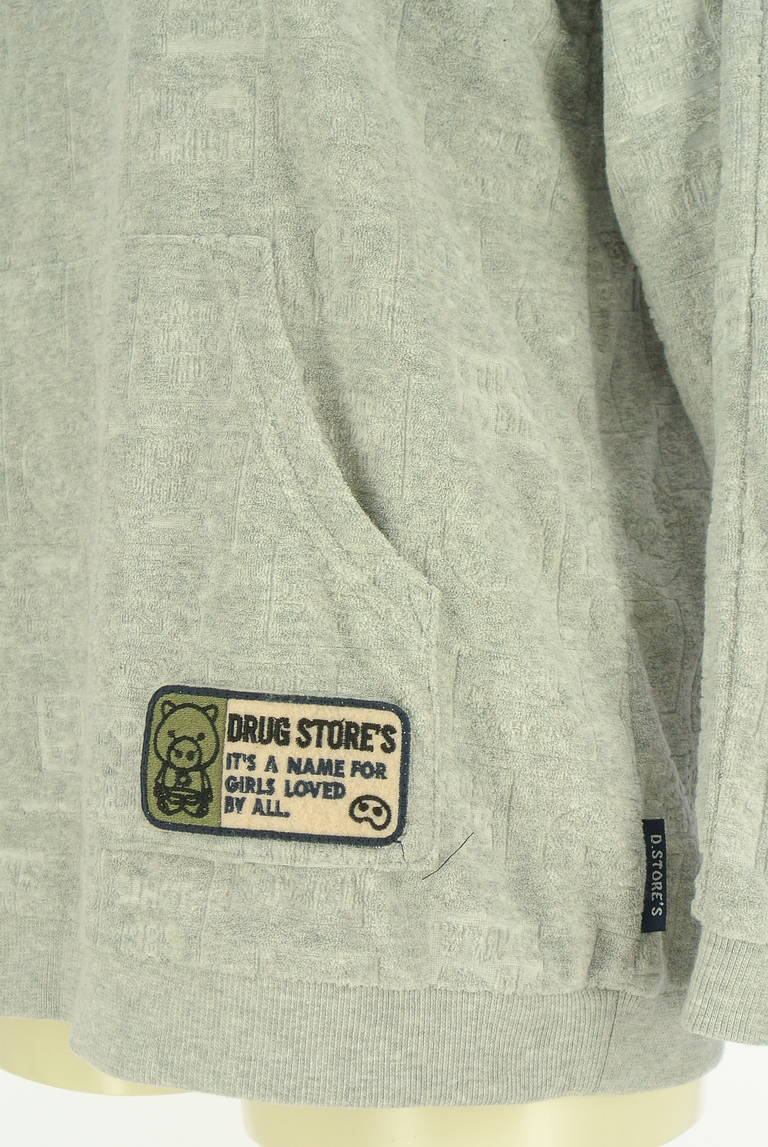 DRUG STORE'S
IT'S A NAME FOR
GIRLS LOVED
BY ALL.
D.STORE'S